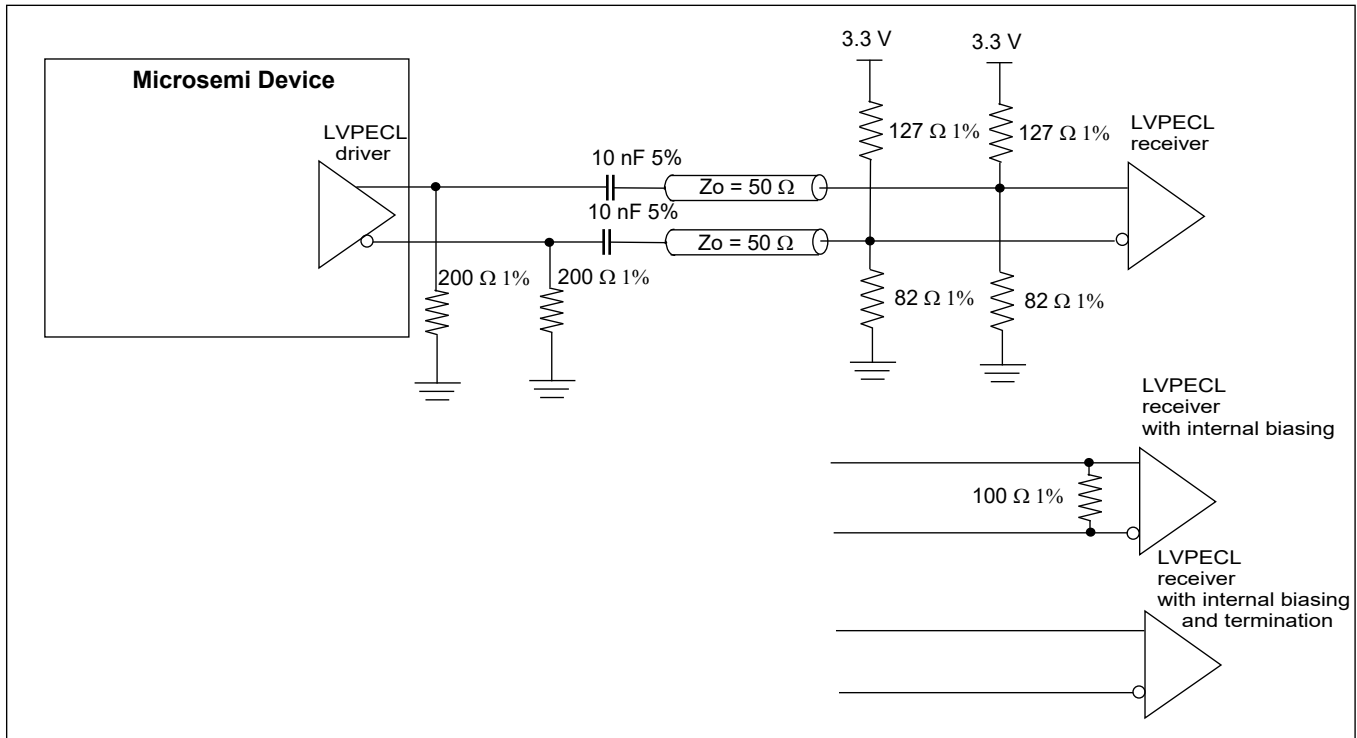 3.3 V
3.3 V
Microsemi Device
LVPECL
driver
127 Ω 1%
127 Ω 1%
LVPECL
receiver
10 nF 5%
Zo = 50 Ω
10 nF 5%
Zo = 50 Ω
200 Ω 1%
200 Ω 1%
82 Ω 1%
82 Ω 1%
LVPECL
receiver
with internal biasing
100 Ω 1%
LVPECL
receiver
with internal biasing
and termination